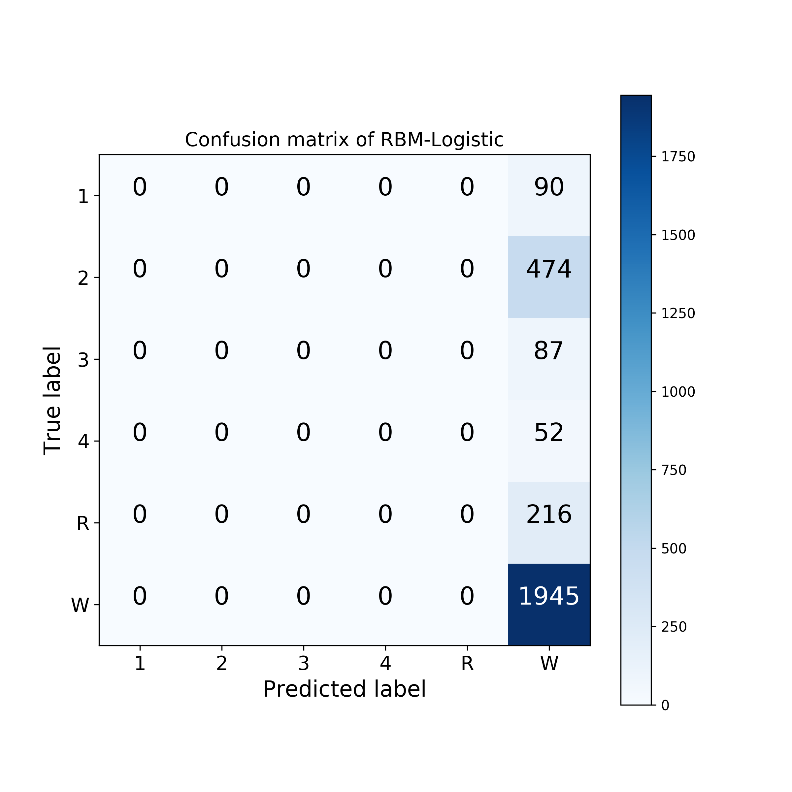 Confusion matrix of RBM-Logistic
1 0 0 0 0 0 90
2 0 0 0 0 0 474
3 0 0 0 0 0 87
4 0 0 0 0 0 52
R 0 0 0 0 0 216
W 0 0 0 0 0 1945
1 2 3 4 R W
Predicted label
True label
1750
1500
1250
1000
750
500
250
0